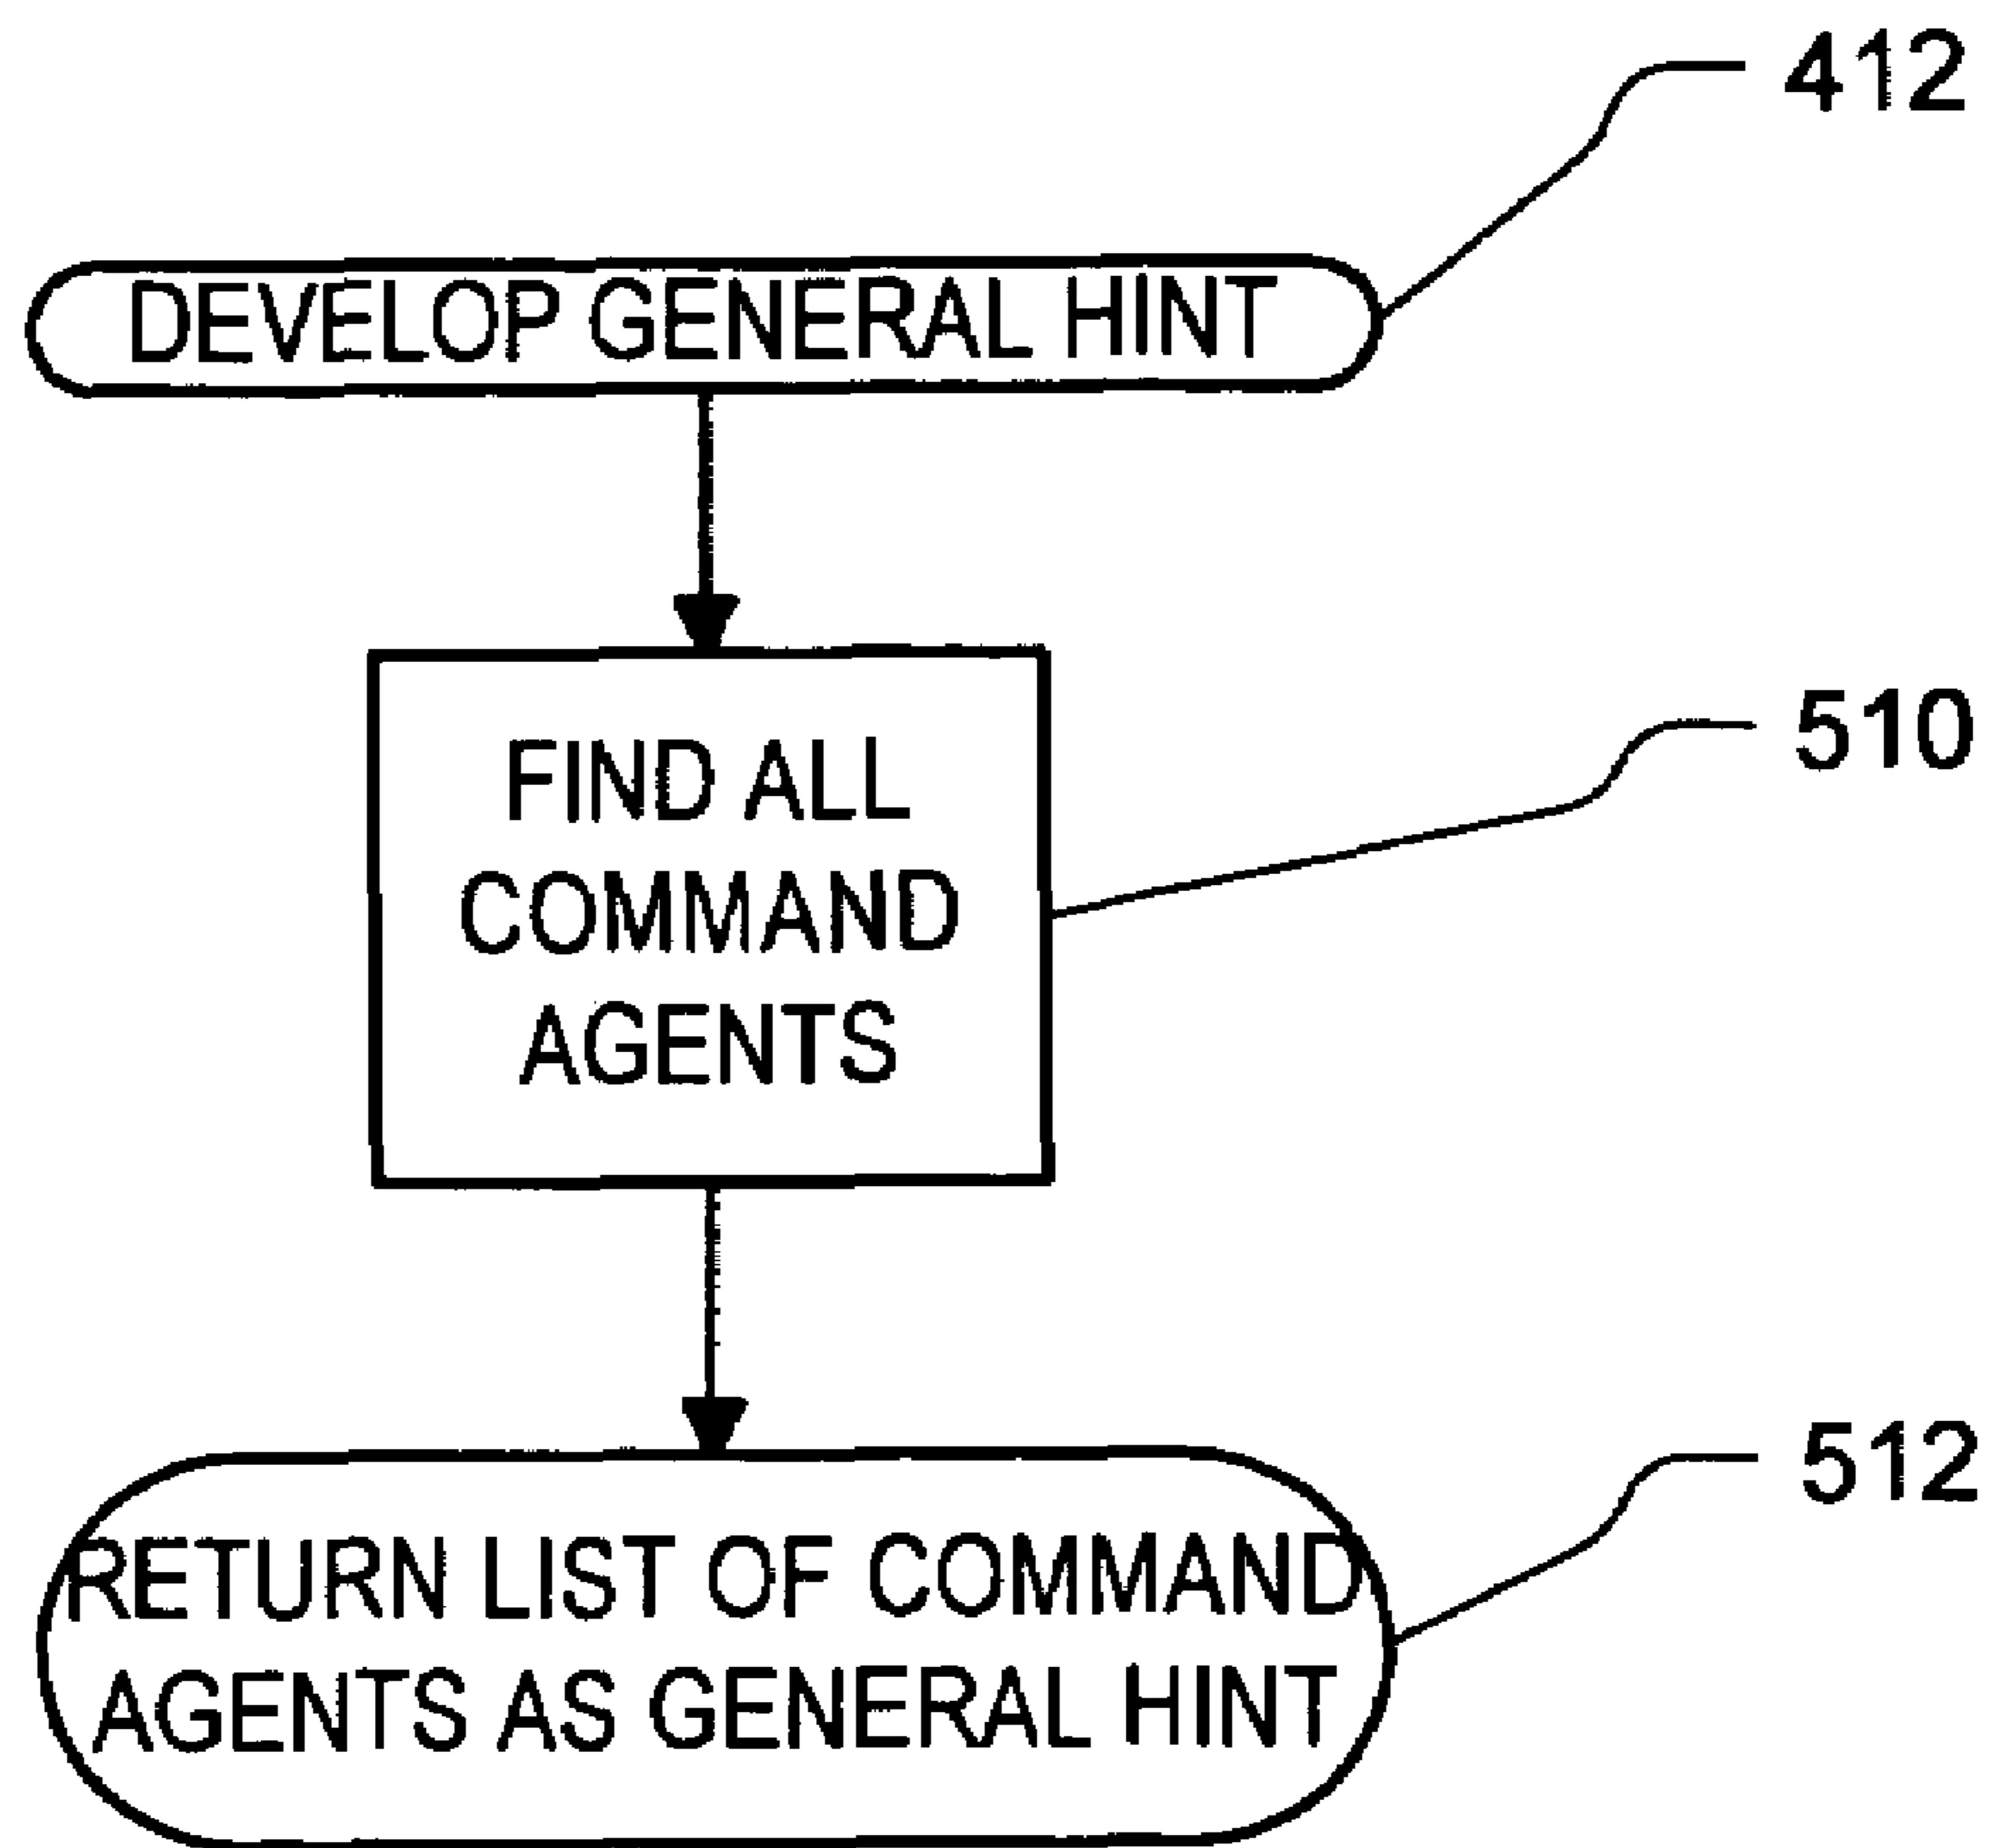 412
DEVELOP GENERAL HINT
FIND ALL
COMMAND
AGENTS
510
RETURN LIST OF COMMAND
AGENTS AS GENERAL HINT
512